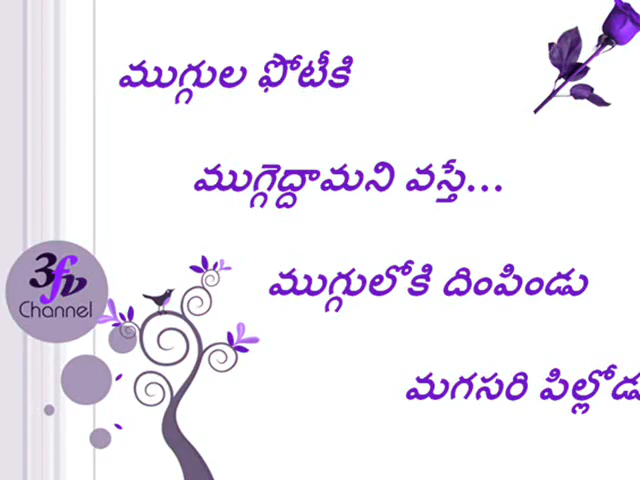 ముగ్గుల ఫోటీకి
ముగ్గెద్దామని వస్తే...
ముగ్గులోకి దింపిండు
మగసరి పిల్లోడు
3fv
Channel